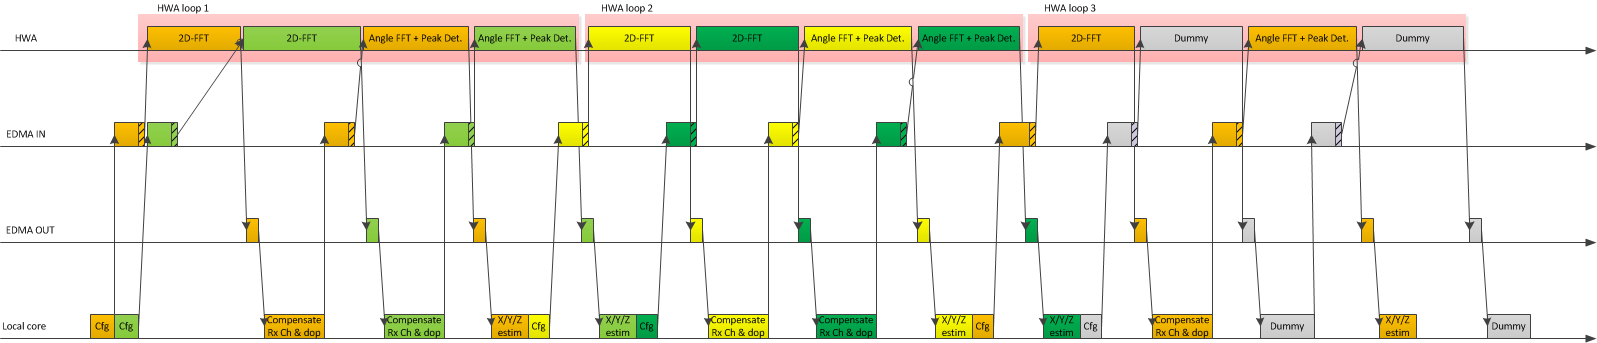 HWA loop 1
HWA loop 2
HWA loop 3
HWA
2D-FFT
2D-FFT
Angle FFT + Peak Det.
Angle FFT + Peak Det.
2D-FFT
2D-FFT
Angle FFT + Peak Det.
Angle FFT + Peak Det.
2D-FFT
Dummy
Angle FFT + Peak Det.
Dummy
EDMA IN
EDMA OUT
Local core
Cfg
Cfg
Compensate
Rx Ch & dop
Compensate
Rx Ch & dop
X/Y/Z
estim
Cfg
X/Y/Z
estim
Cfg
Compensate
Rx Ch & dop
Compensate
Rx Ch & dop
X/Y/Z
estim
Cfg
X/Y/Z
estim
Cfg
Compensate
Rx Ch & dop
Dummy
X/Y/Z
estim
Dummy